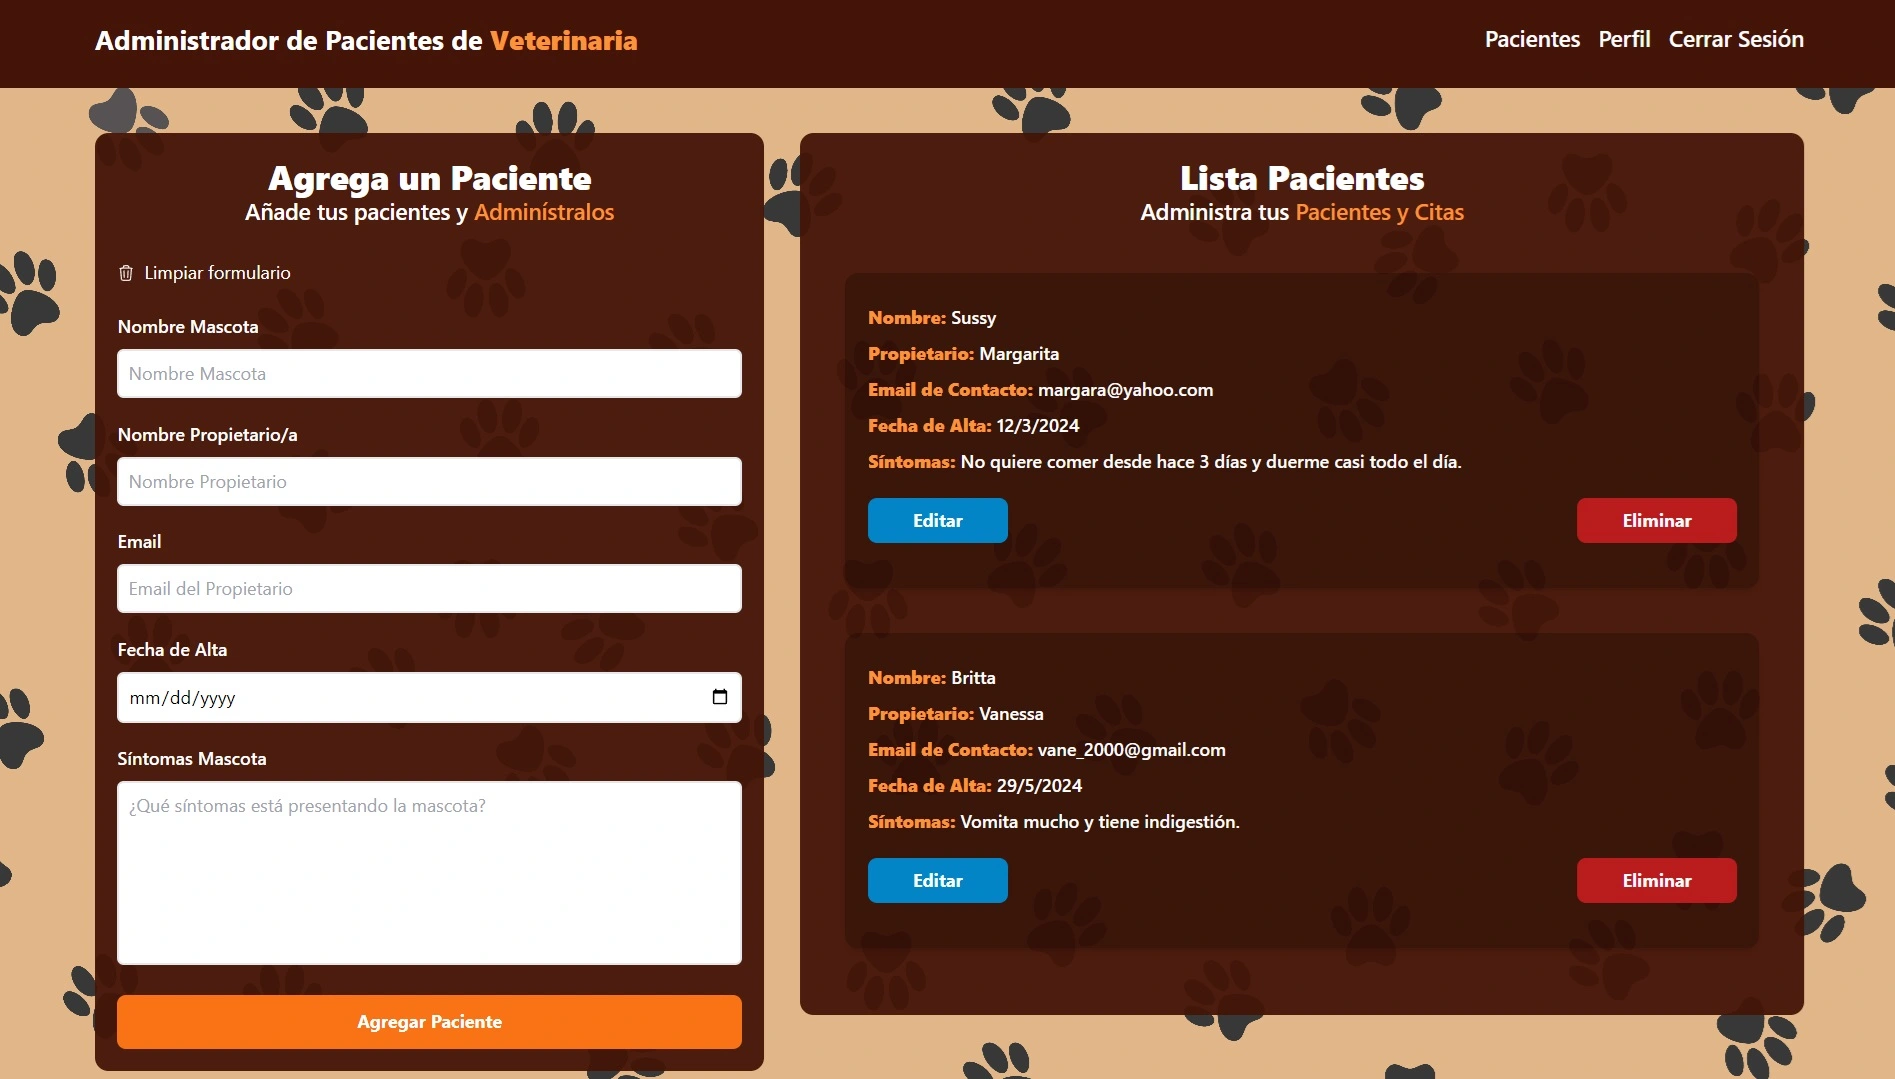 Administrador de Pacientes de Veterinaria
Pacientes Perfil Cerrar Sesión
Agrega un Paciente
Añade tus pacientes y Adminístralos
Limpiar formulario
Nombre Mascota
Nombre Mascota
Nombre Propietario/a
Nombre Propietario
Email
Email del Propietario
Fecha de Alta
mm/dd/yyyy
Síntomas Mascota
¿Qué síntomas está presentando la mascota?
Agregar Paciente
Lista Pacientes
Administra tus Pacientes y Citas
Nombre: Sussy
Propietario: Margarita
Email de Contacto: margara@yahoo.com
Fecha de Alta: 12/3/2024
Síntomas: No quiere comer desde hace 3 días y duerme casi todo el día.
Editar
Eliminar
Nombre: Britta
Propietario: Vanessa
Email de Contacto: vane_2000@gmail.com
Fecha de Alta: 29/5/2024
Síntomas: Vomita mucho y tiene indigestión.
Editar
Eliminar